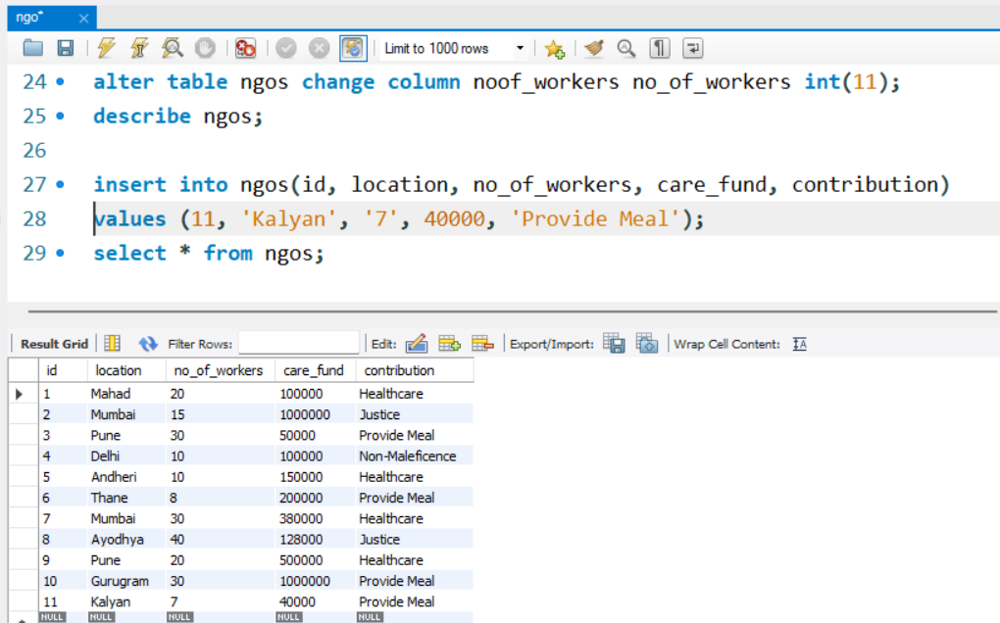 ngo*
Limit to 1000 rows
24 alter table ngos change column noof_workers no_of_workers int(11);
25 describe ngos;
26
27 insert into ngos(id, location, no_of_workers, care_fund, contribution)
28 values (11, 'Kalyan', '7', 40000, 'Provide Meal');
29 select * from ngos;
Result Grid Filter Rows: Edit: Export/Import: Wrap Cell Content:
id location no_of_workers care_fund contribution
1 Mahad 20 100000 Healthcare
2 Mumbai 15 1000000 Justice
3 Pune 30 50000 Provide Meal
4 Delhi 10 100000 Non-Maleficence
5 Andheri 10 150000 Healthcare
6 Thane 8 200000 Provide Meal
7 Mumbai 30 380000 Healthcare
8 Ayodhya 40 128000 Justice
9 Pune 20 500000 Healthcare
10 Gurugram 30 1000000 Provide Meal
11 Kalyan 7 40000 Provide Meal
NULL NULL NULL NULL NULL